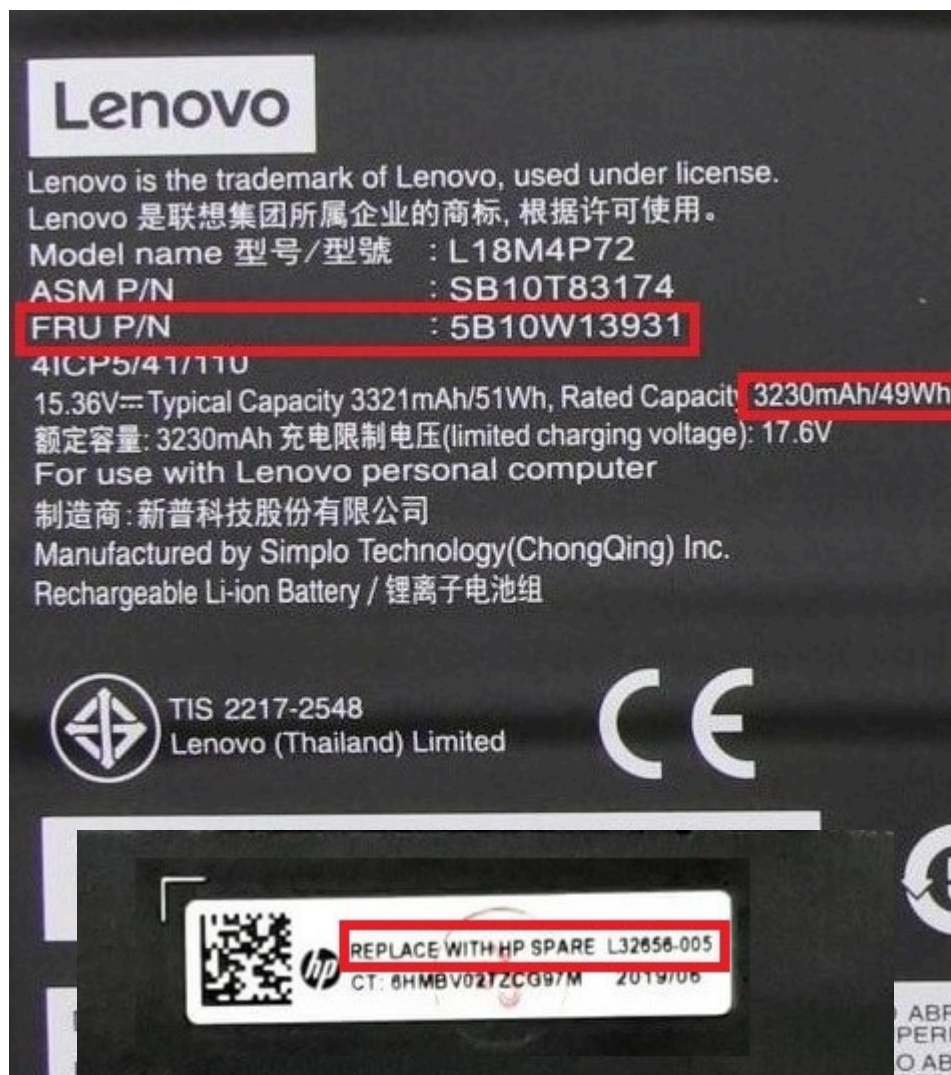 Lenovo
Lenovo is the trademark of Lenovo, used under license.
Lenovo 是联想集团所属企业的商标, 根据许可使用。
Model name 型号/型號 : L18M4P72
ASM P/N : SB10T83174
FRU P/N : 5B10W13931
4ICP5/41/110
15.36V⎓ Typical Capacity 3321mAh/51Wh, Rated Capacit 3230mAh/49Wh
额定容量: 3230mAh 充电限制电压(limited charging voltage): 17.6V
For use with Lenovo personal computer
制造商:新普科技股份有限公司
Manufactured by Simplo Technology(ChongQing) Inc.
Rechargeable Li-ion Battery / 锂离子电池组
TIS 2217-2548
Lenovo (Thailand) Limited
CE
hp
REPLACE WITH HP SPARE L32656-005
CT: 6HMBV02TZCG97M 2019/06
ABR
PERI
O AB